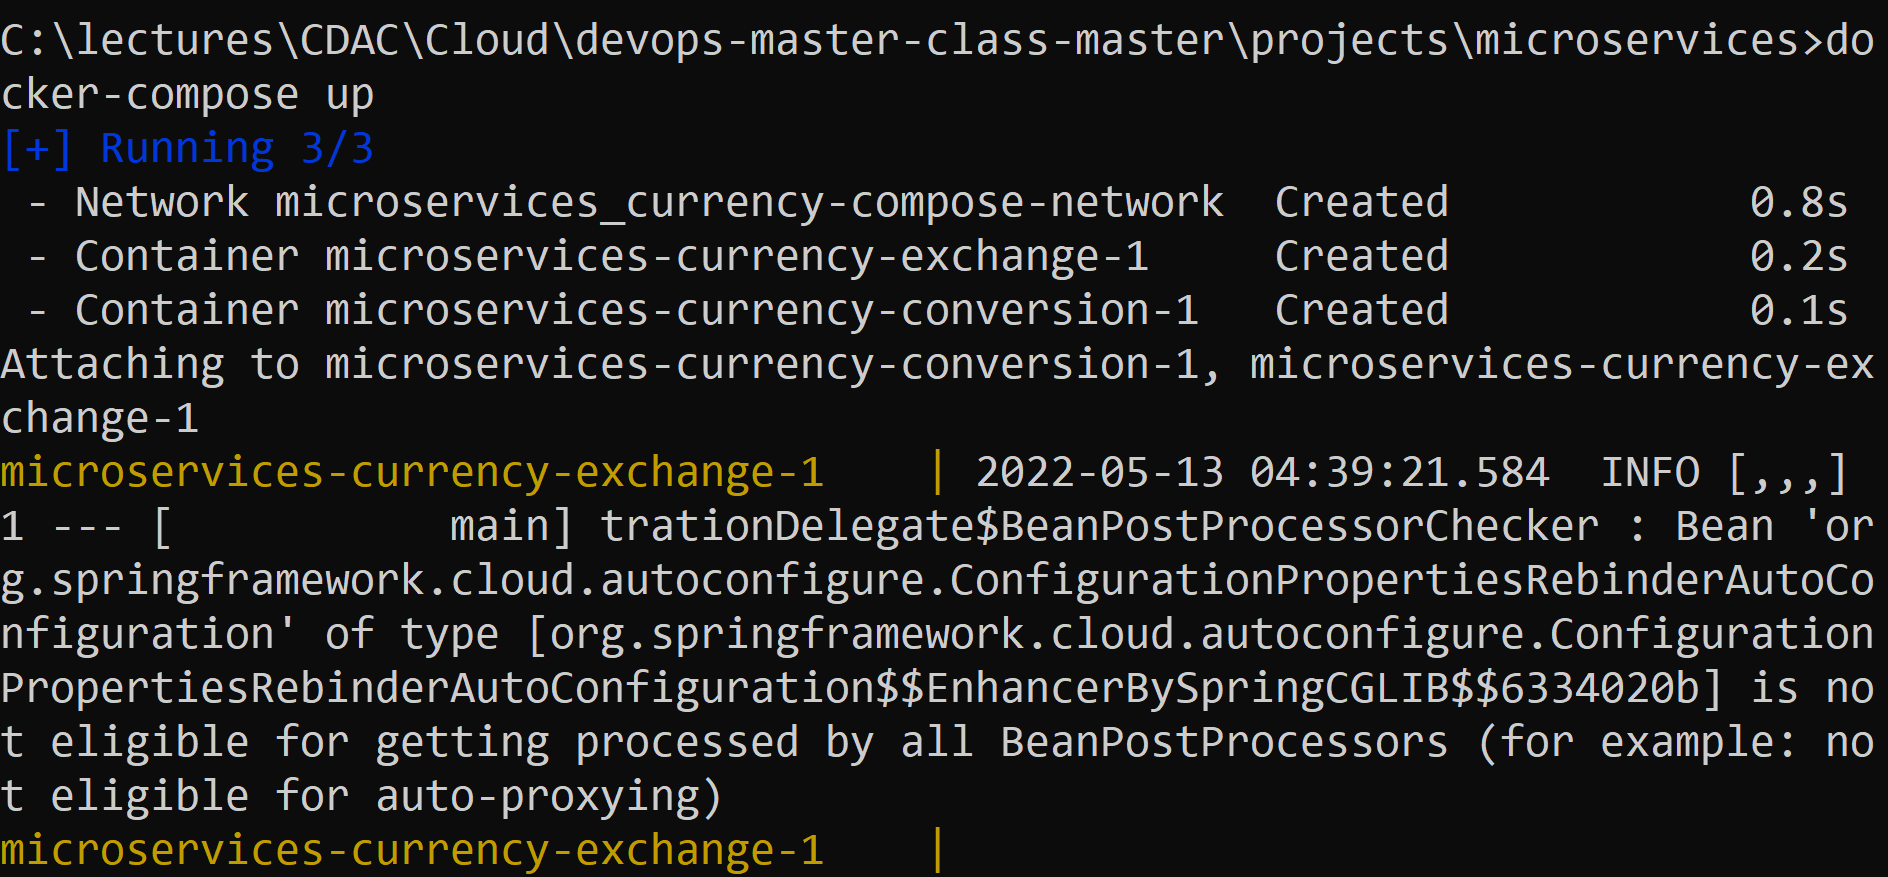 C:\lectures\CDAC\Cloud\devops-master-class-master\projects\microservices>do
cker-compose up
[+] Running 3/3
 - Network microservices_currency-compose-network  Created            0.8s
 - Container microservices-currency-exchange-1     Created            0.2s
 - Container microservices-currency-conversion-1   Created            0.1s
Attaching to microservices-currency-conversion-1, microservices-currency-ex
change-1
microservices-currency-exchange-1    | 2022-05-13 04:39:21.584  INFO [,,,]
1 --- [           main] trationDelegate$BeanPostProcessorChecker : Bean 'or
g.springframework.cloud.autoconfigure.ConfigurationPropertiesRebinderAutoCo
nfiguration' of type [org.springframework.cloud.autoconfigure.Configuration
PropertiesRebinderAutoConfiguration$$EnhancerBySpringCGLIB$$6334020b] is no
t eligible for getting processed by all BeanPostProcessors (for example: no
t eligible for auto-proxying)
microservices-currency-exchange-1    |